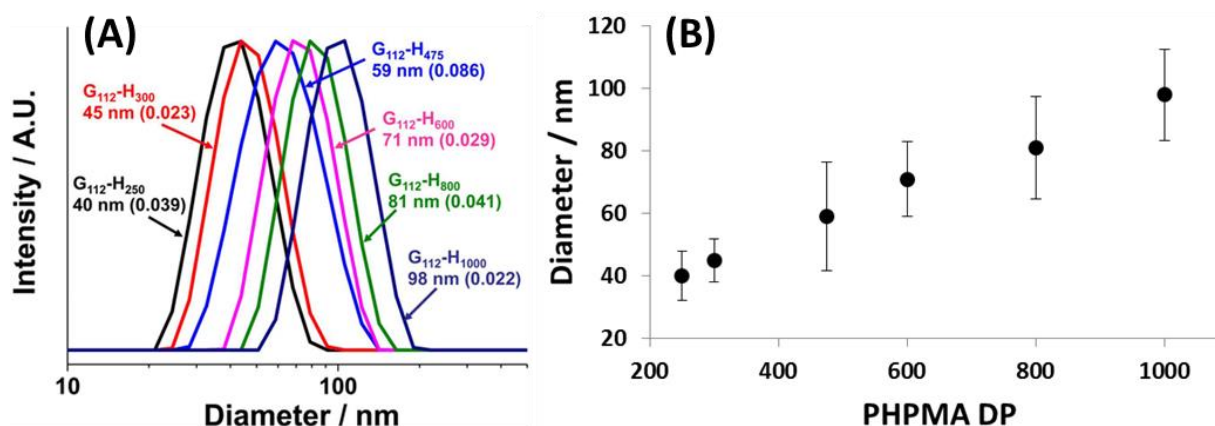 (A)
G112-H475
59 nm (0.086)
G112-H300
45 nm (0.023)
G112-H600
71 nm (0.029)
G112-H250
40 nm (0.039)
G112-H800
81 nm (0.041)
G112-H1000
98 nm (0.022)
Intensity / A.U.
10
100
Diameter / nm
(B)
120
100
80
60
40
20
Diameter / nm
200
400
600
800
1000
PHPMA DP